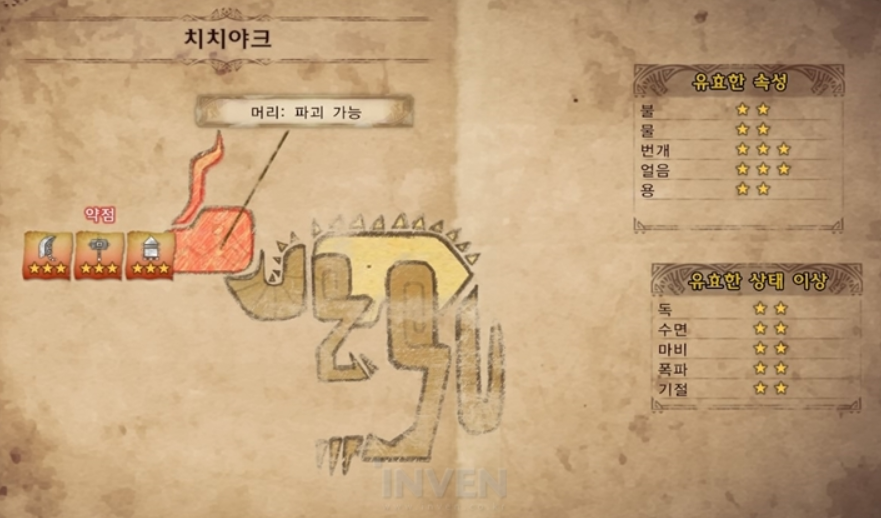 치치야크
머리: 파괴 가능
약점
유효한 속성
불
물
번개
얼음
용
유효한 상태 이상
독
수면
마비
폭파
기절
INVEN